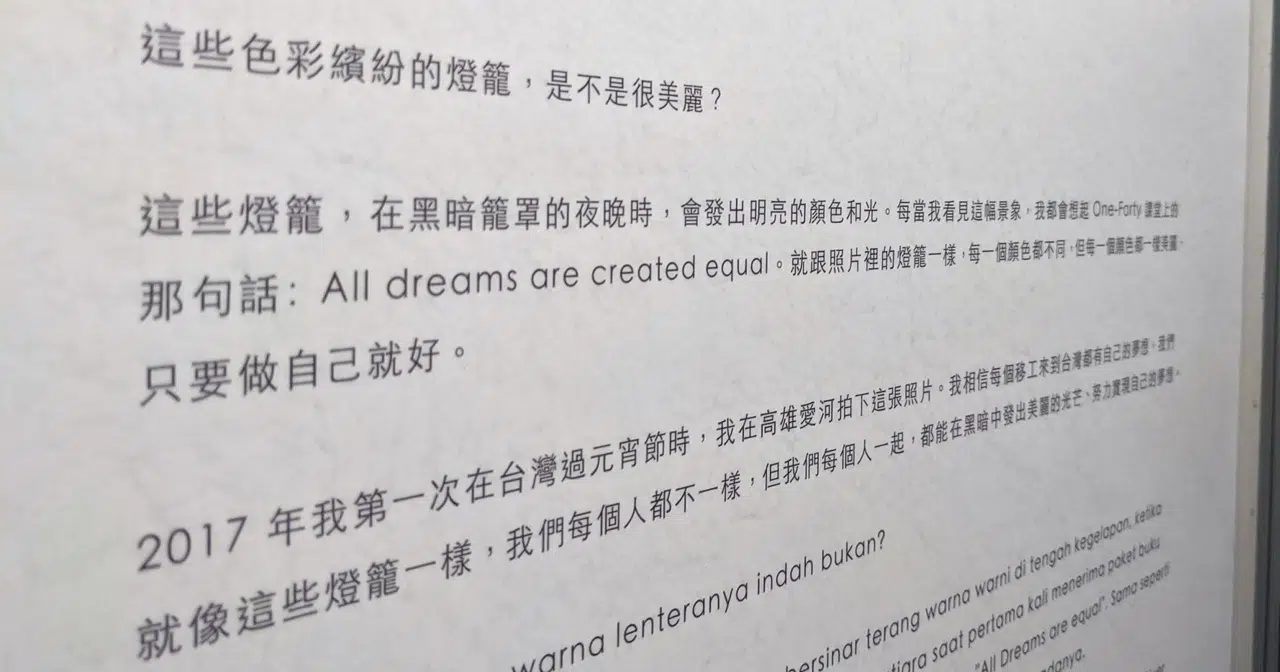 這些色彩繽紛的燈籠，是不是很美麗？
這些燈籠，在黑暗籠罩的夜晚時，會發出明亮的顏色和光。每當我看見這幅景象，我都會想起 One-Forty 課堂上的
那句話：All dreams are created equal。就跟照片裡的燈籠一樣，每一個顏色都不同，但每一個顏色都一樣美麗。
只要做自己就好。
2017 年我第一次在台灣過元宵節時，我在高雄愛河拍下這張照片。我相信每個移工來到台灣都有自己的夢想。我們
就像這些燈籠一樣，我們每個人都不一樣，但我們每個人一起，都能在黑暗中發出美麗的光芒、努力實現自己的夢想。
warna lenteranya indah bukan?
bersinar terang warna warni di tengah kegelapan, ketika
saat pertama kali menerima paket buku
"All Dreams are equal". Sama seperti